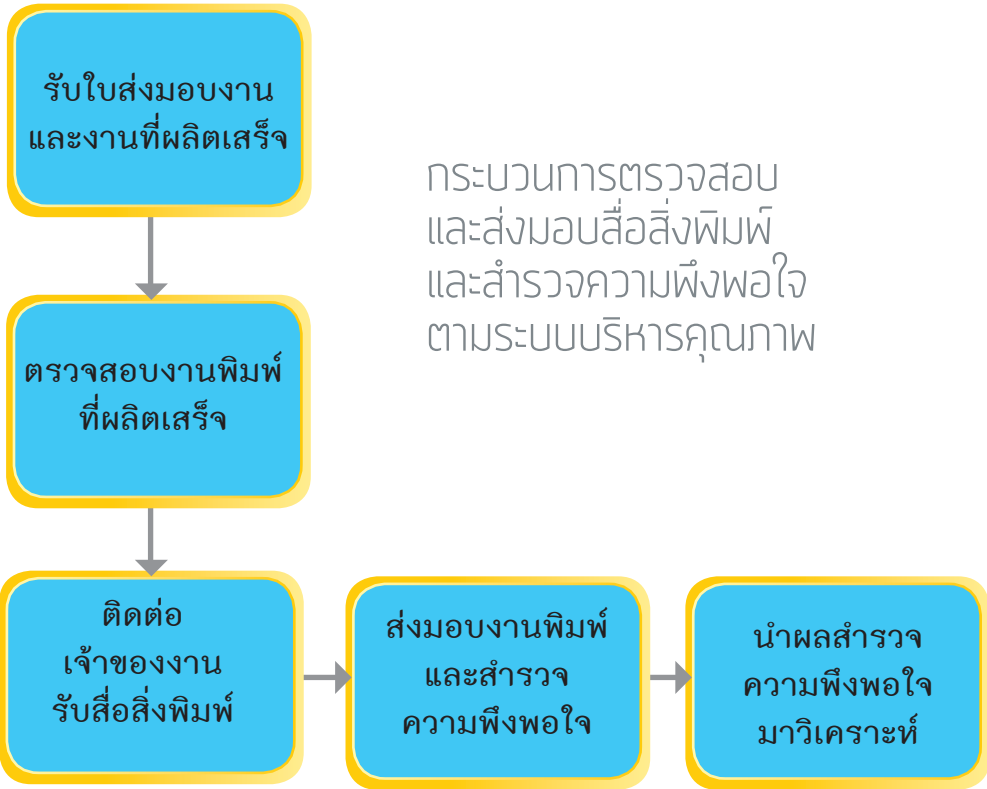 รับใบส่งมอบงาน
และงานที่ผลิตเสร็จ
กระบวนการตรวจสอบ
และส่งมอบสื่อสิ่งพิมพ์
และสำรวจความพึงพอใจ
ตามระบบบริหารคุณภาพ
ตรวจสอบงานพิมพ์
ที่ผลิตเสร็จ
ติดต่อ
เจ้าของงาน
รับสื่อสิ่งพิมพ์
ส่งมอบงานพิมพ์
และสำรวจ
ความพึงพอใจ
นำผลสำรวจ
ความพึงพอใจ
มาวิเคราะห์